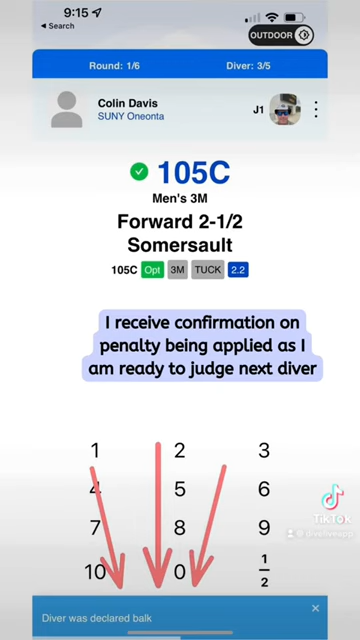 9:15
Search
OUTDOOR
Round: 1/6
Diver: 3/5
Colin Davis
SUNY Oneonta
J1
105C
Men's 3M
Forward 2-1/2
Somersault
105C Opt 3M TUCK 2.2
I receive confirmation on
penalty being applied as I
am ready to judge next diver
1 2 3
4 5 6
7 8 9
10 0 1/2
TikTok
@diveliveapp
Diver was declared balk